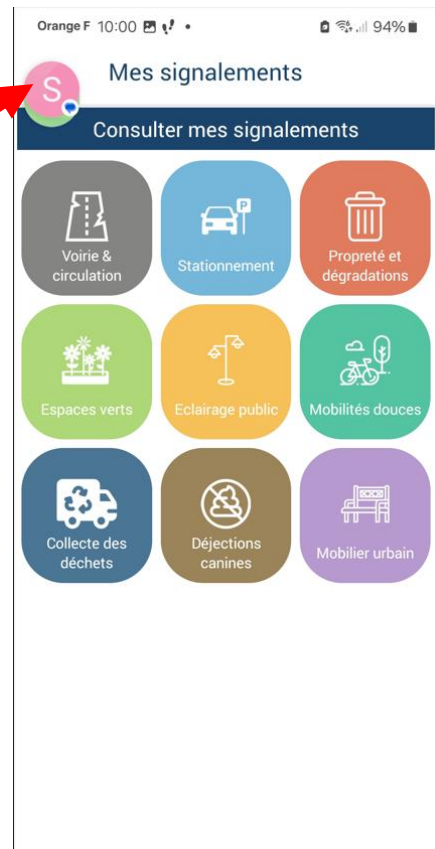 Orange F 10:00 94%
Mes signalements
S
Consulter mes signalements
P
Voirie &
circulation
Stationnement
Propreté et
dégradations
Espaces verts
Eclairage public
Mobilités douces
Collecte des
déchets
Déjections
canines
Mobilier urbain